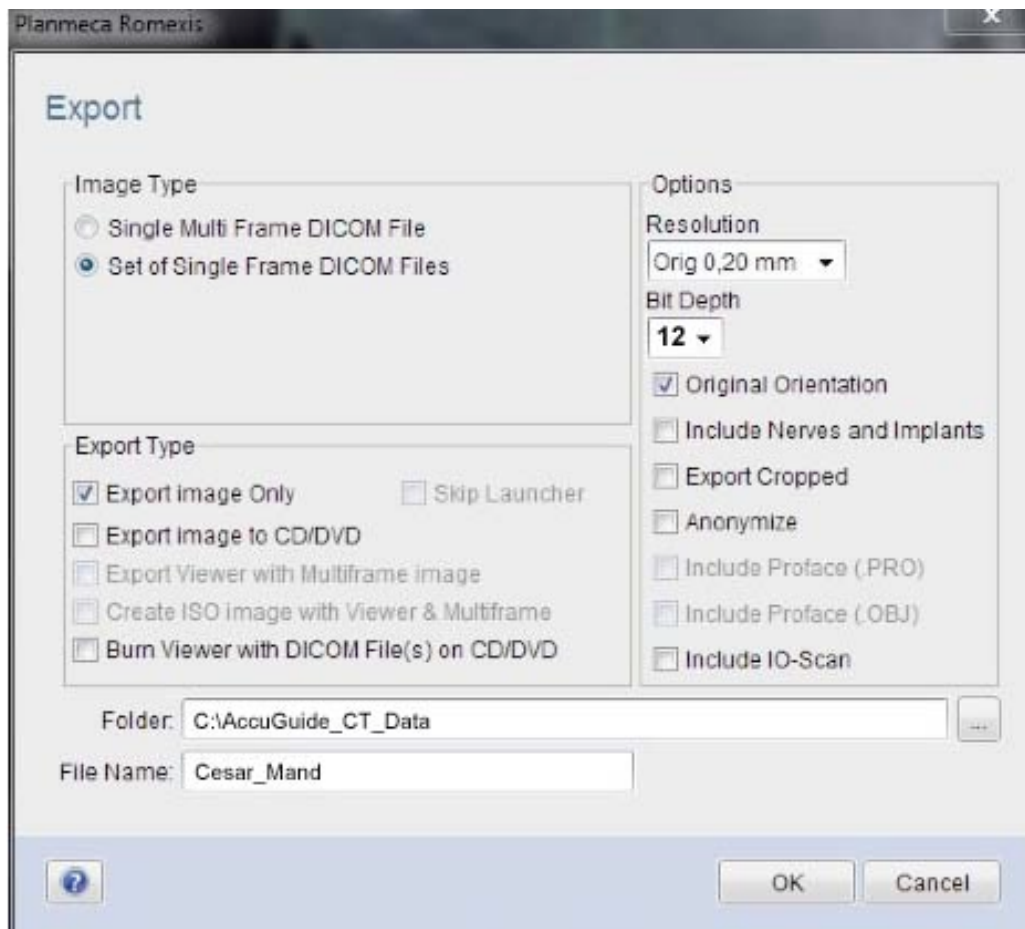 Planmeca Romexis
X
Export
Image Type
Single Multi Frame DICOM File
Set of Single Frame DICOM Files
Export Type
Export image Only
Skip Launcher
Export image to CD/DVD
Export Viewer with Multiframe image
Create ISO image with Viewer & Multiframe
Burn Viewer with DICOM File(s) on CD/DVD
Options
Resolution
Orig 0,20 mm
Bit Depth
12
Original Orientation
Include Nerves and Implants
Export Cropped
Anonymize
Include Proface (.PRO)
Include Proface (.OBJ)
Include IO-Scan
Folder: C:\AccuGuide_CT_Data ...
File Name: Cesar_Mand
?
OK Cancel